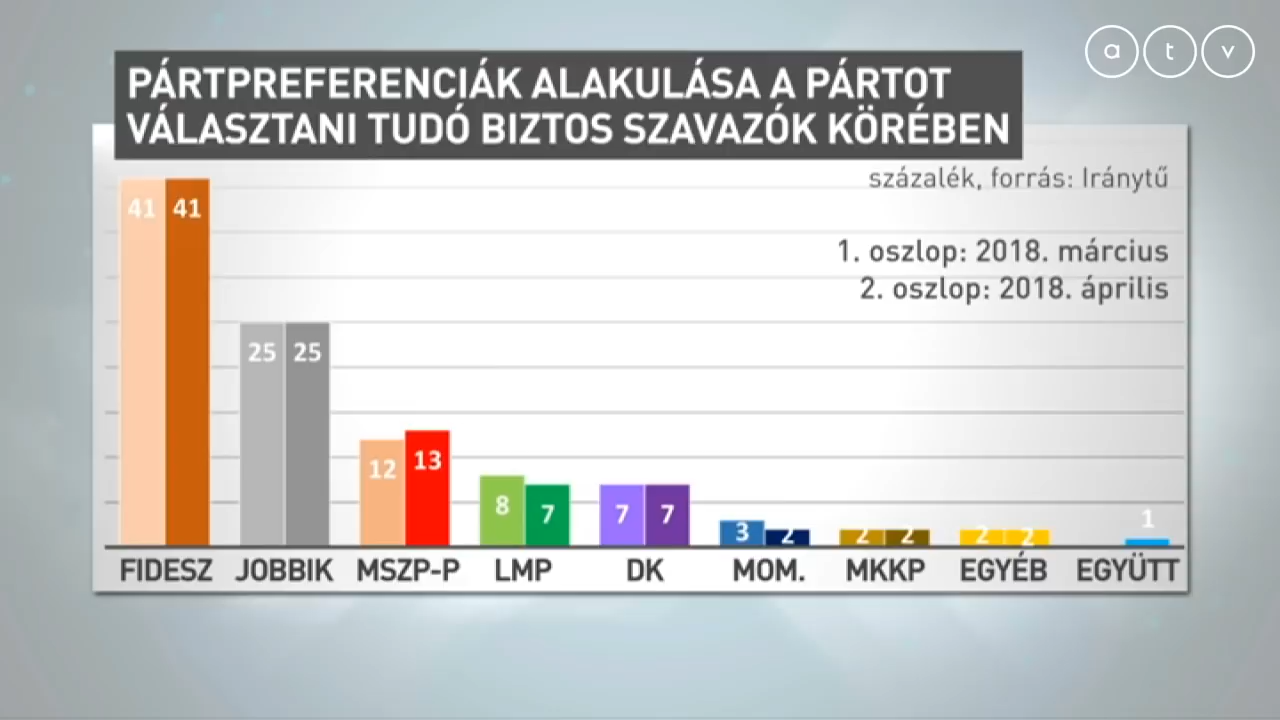 a t v
PÁRTPREFERENCIÁK ALAKULÁSA A PÁRTOT
VÁLASZTANI TUDÓ BIZTOS SZAVAZÓK KÖRÉBEN
százalék, forrás: Iránytű
1. oszlop: 2018. március
2. oszlop: 2018. április
41 41
25 25
12 13
8 7
7 7
3 2
2 2
2 2
1
FIDESZ JOBBIK MSZP-P LMP DK MOM. MKKP EGYÉB EGYÜTT